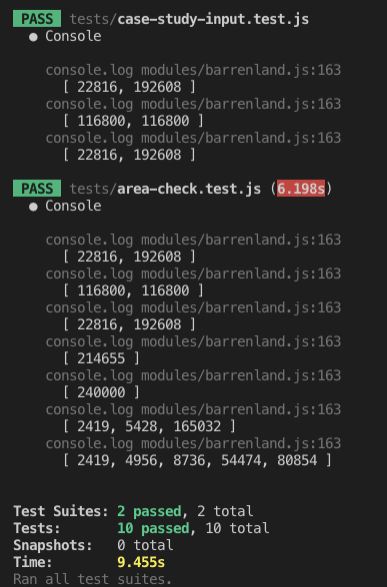 PASS tests/case-study-input.test.js
● Console
console.log modules/barrenland.js:163
[ 22816, 192608 ]
console.log modules/barrenland.js:163
[ 116800, 116800 ]
console.log modules/barrenland.js:163
[ 22816, 192608 ]
PASS tests/area-check.test.js (6.198s)
● Console
console.log modules/barrenland.js:163
[ 22816, 192608 ]
console.log modules/barrenland.js:163
[ 116800, 116800 ]
console.log modules/barrenland.js:163
[ 22816, 192608 ]
console.log modules/barrenland.js:163
[ 214655 ]
console.log modules/barrenland.js:163
[ 240000 ]
console.log modules/barrenland.js:163
[ 2419, 5428, 165032 ]
console.log modules/barrenland.js:163
[ 2419, 4956, 8736, 54474, 80854 ]
Test Suites: 2 passed, 2 total
Tests: 10 passed, 10 total
Snapshots: 0 total
Time: 9.455s
Ran all test suites.